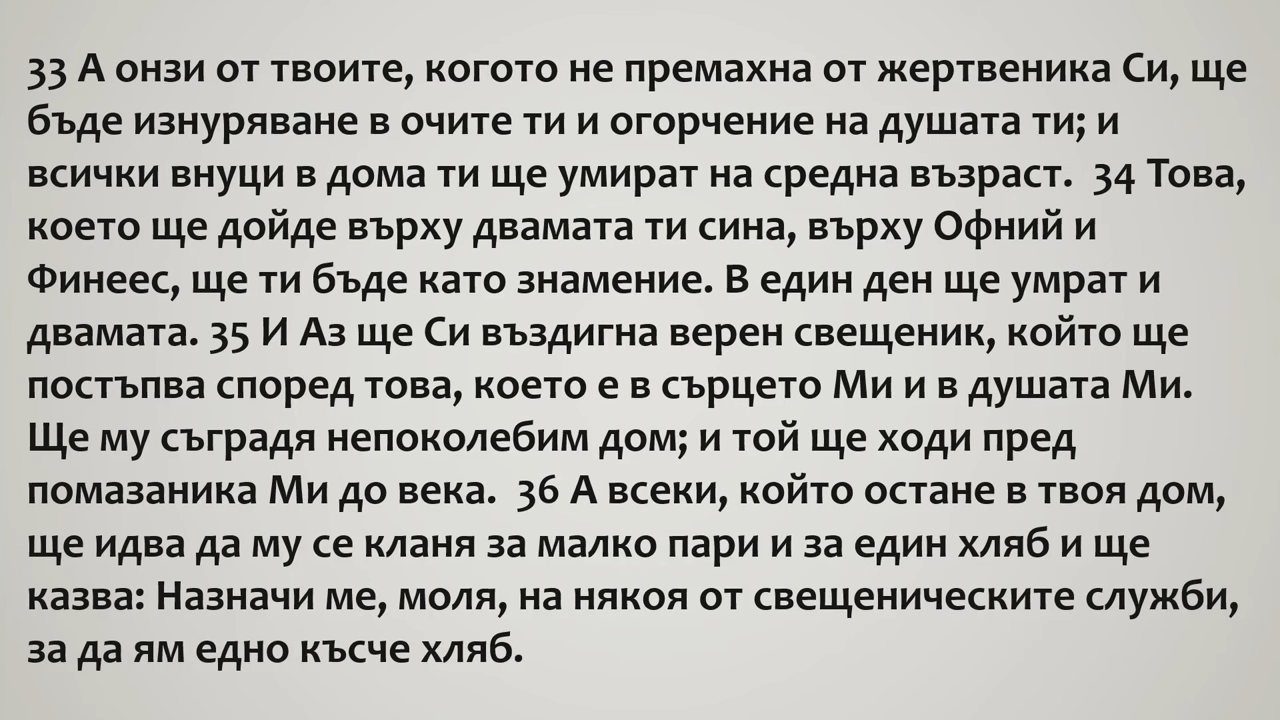 33 А онзи от твоите, когото не премахна от жертвеника Си, ще
бъде изнуряване в очите ти и огорчение на душата ти; и
всички внуци в дома ти ще умират на средна възраст.  34 Това,
което ще дойде върху двамата ти сина, върху Офний и
Финеес, ще ти бъде като знамение. В един ден ще умрат и
двамата. 35 И Аз ще Си въздигна верен свещеник, който ще
постъпва според това, което е в сърцето Ми и в душата Ми.
Ще му съградя непоколебим дом; и той ще ходи пред
помазаника Ми до века.  36 А всеки, който остане в твоя дом,
ще идва да му се кланя за малко пари и за един хляб и ще
казва: Назначи ме, моля, на някоя от свещеническите служби,
за да ям едно късче хляб.